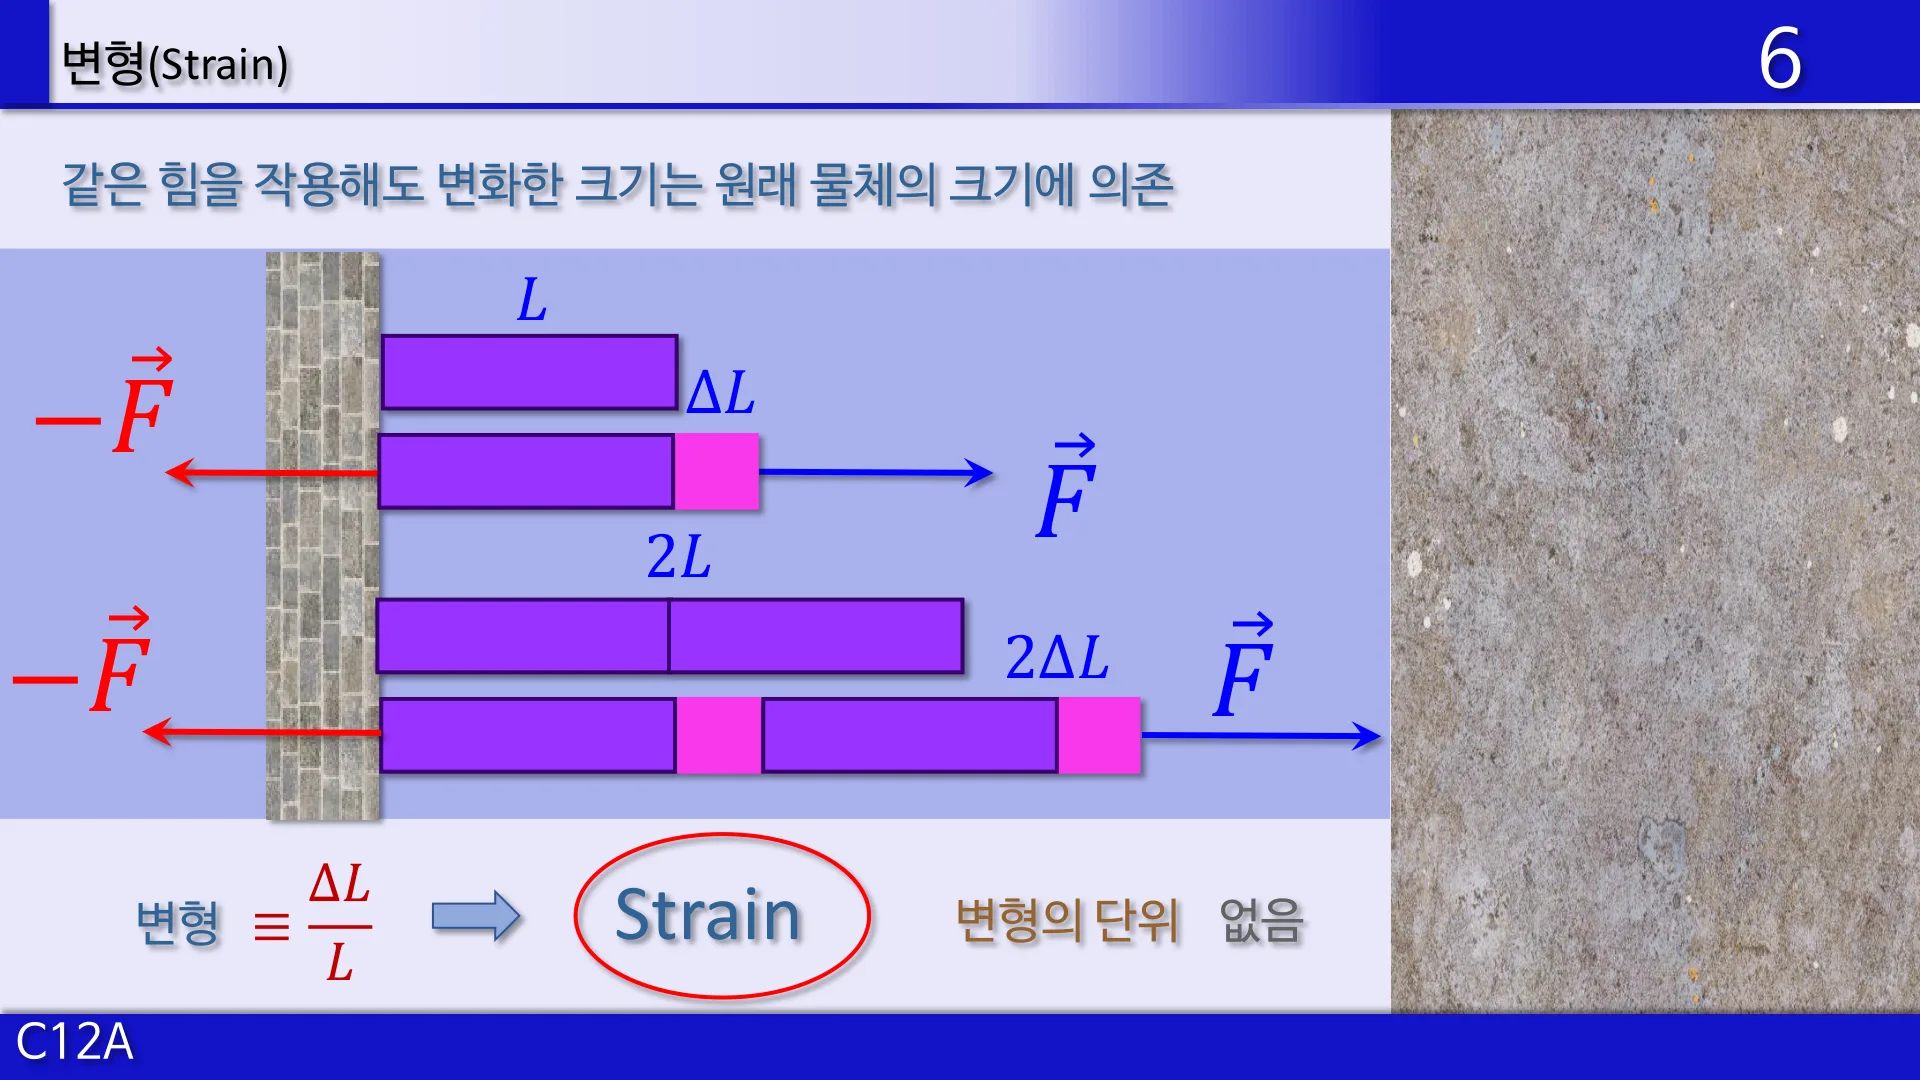 변형(Strain)
6
같은 힘을 작용해도 변화한 크기는 원래 물체의 크기에 의존
L
ΔL
−F⃗
F⃗
2L
2ΔL
−F⃗
F⃗
변형 ≡ ΔL/L
Strain
변형의 단위 없음
C12A